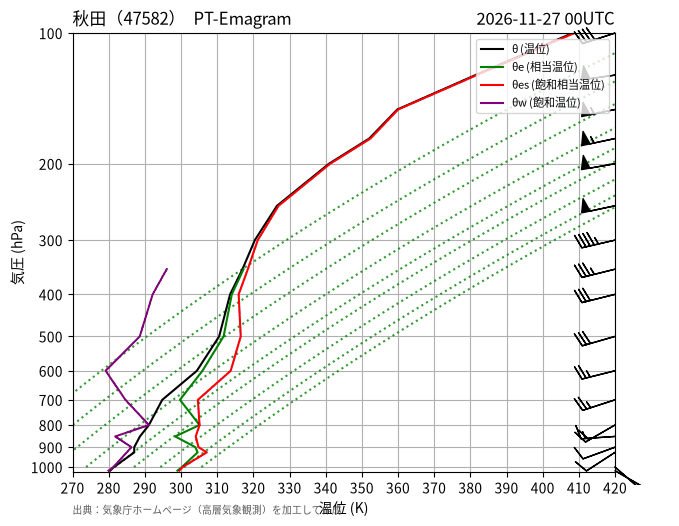 秋田（47582） PT-Emagram
2026-11-27 00UTC
100
200
300
400
500
600
700
800
900
1000
気圧 (hPa)
θ (温位)
θe (相当温位)
θes (飽和相当温位)
θw (飽和温位)
270 280 290 300 310 320 330 340 350 360 370 380 390 400 410 420
温位 (K)
出典：気象庁ホームページ（高層気象観測）を加工して